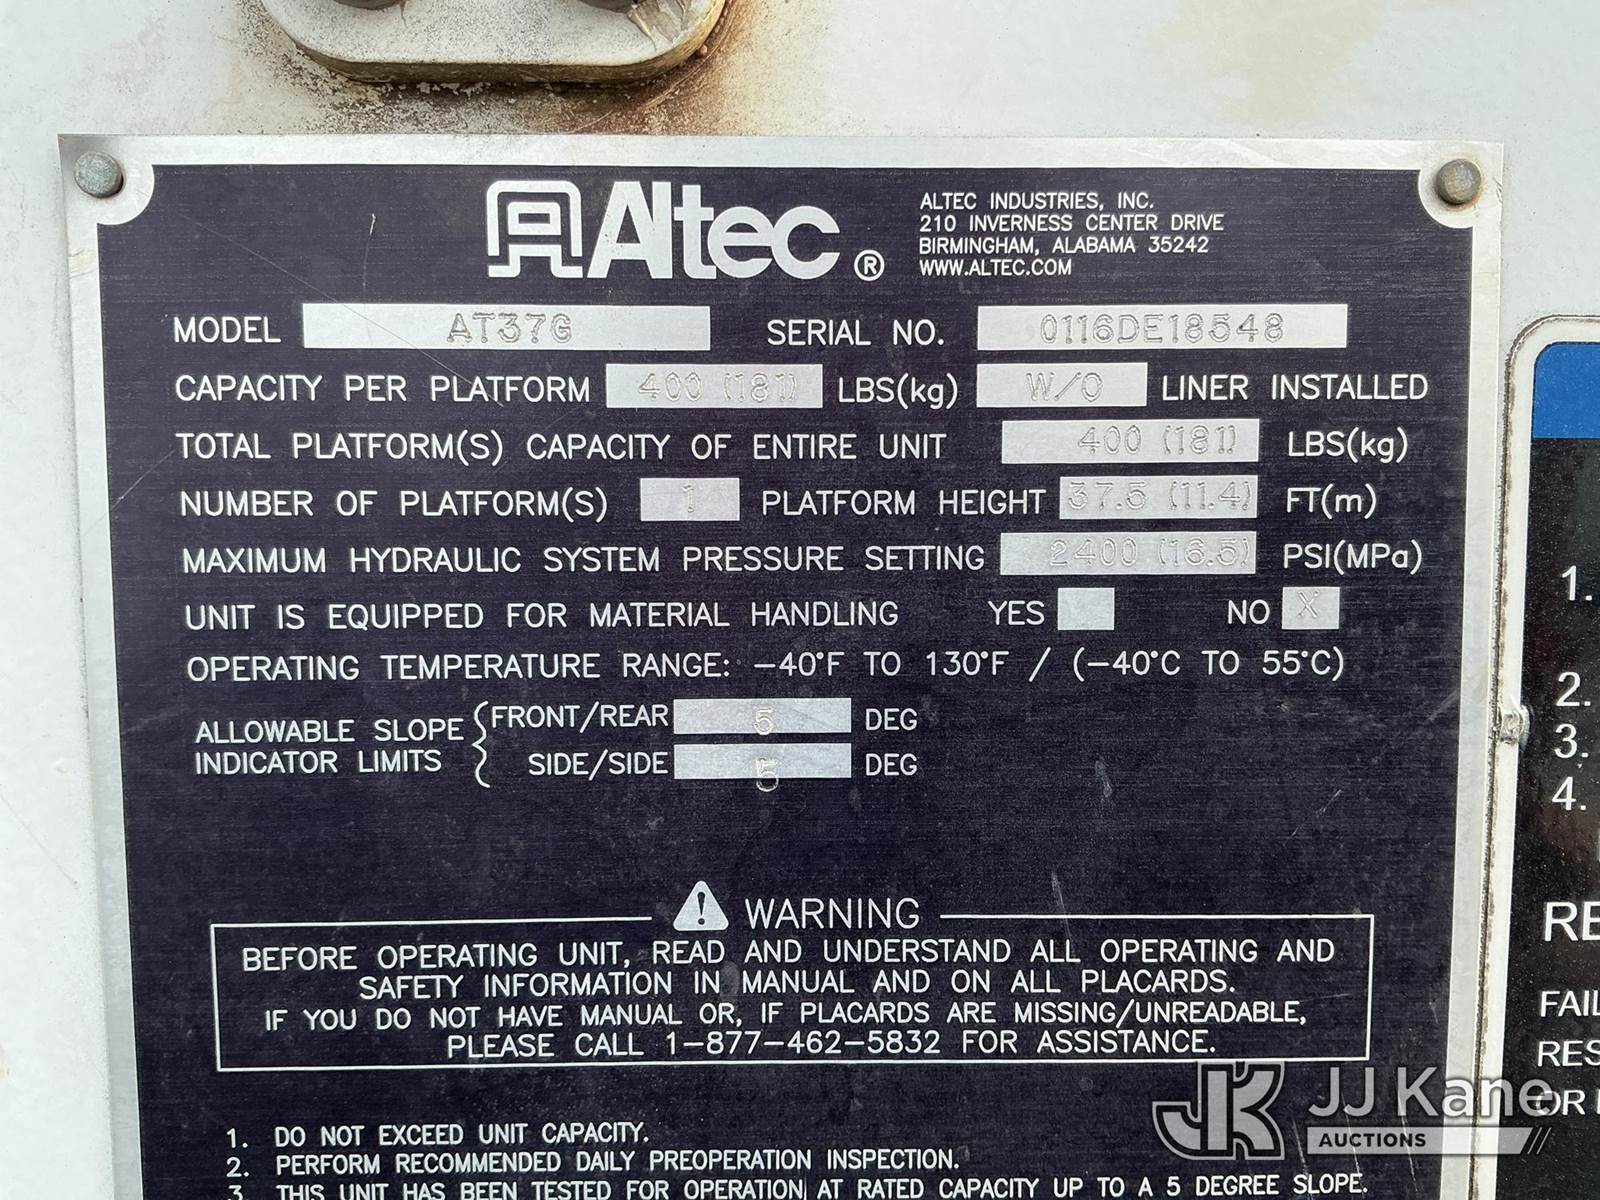 Altec®
ALTEC INDUSTRIES, INC.
210 INVERNESS CENTER DRIVE
BIRMINGHAM, ALABAMA 35242
WWW.ALTEC.COM
MODEL AT37G SERIAL NO. 0116DE18548
CAPACITY PER PLATFORM 400 (181) LBS(kg) W/O LINER INSTALLED
TOTAL PLATFORM(S) CAPACITY OF ENTIRE UNIT 400 (181) LBS(kg)
NUMBER OF PLATFORM(S) 1 PLATFORM HEIGHT 37.5 (11.4) FT(m)
MAXIMUM HYDRAULIC SYSTEM PRESSURE SETTING 2400 (16.5) PSI(MPa)
UNIT IS EQUIPPED FOR MATERIAL HANDLING YES NO X
OPERATING TEMPERATURE RANGE: -40°F TO 130°F / (-40°C TO 55°C)
ALLOWABLE SLOPE INDICATOR LIMITS
FRONT/REAR 5 DEG
SIDE/SIDE 5 DEG
WARNING
BEFORE OPERATING UNIT, READ AND UNDERSTAND ALL OPERATING AND
SAFETY INFORMATION IN MANUAL AND ON ALL PLACARDS.
IF YOU DO NOT HAVE MANUAL OR, IF PLACARDS ARE MISSING/UNREADABLE,
PLEASE CALL 1-877-462-5832 FOR ASSISTANCE.
1. DO NOT EXCEED UNIT CAPACITY.
2. PERFORM RECOMMENDED DAILY PREOPERATION INSPECTION.
3. THIS UNIT HAS BEEN TESTED FOR OPERATION AT RATED CAPACITY UP TO A 5 DEGREE SLOPE.
1.
2.
3.
4.
JK JJ Kane
AUCTIONS